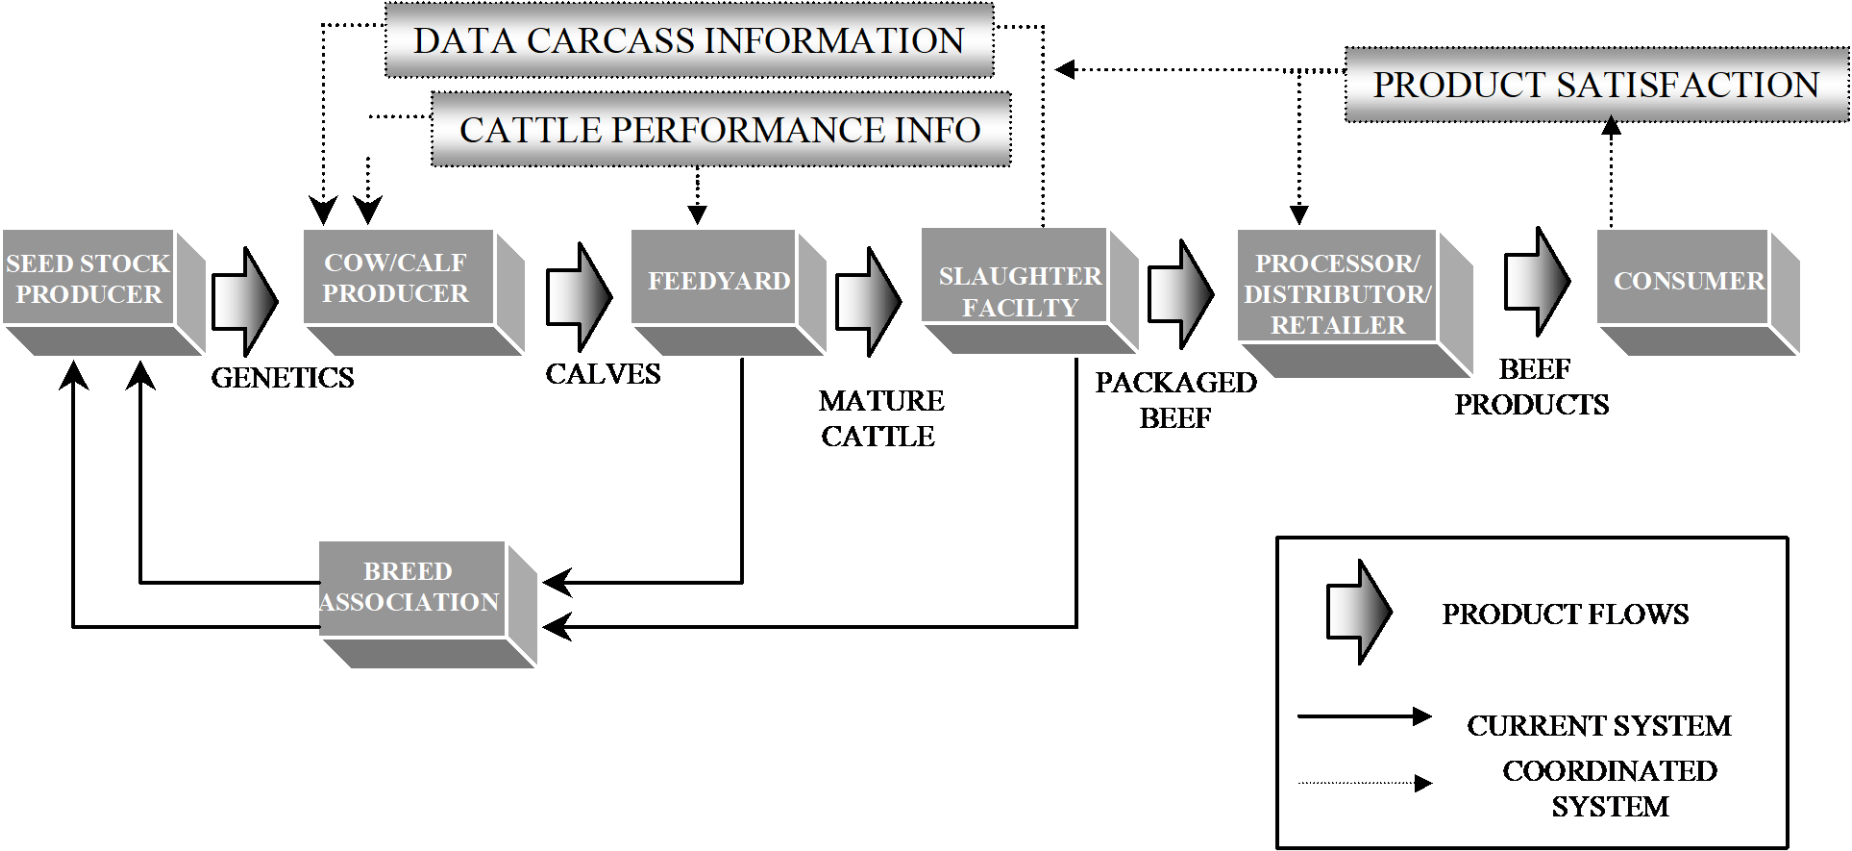 DATA CARCASS INFORMATION
PRODUCT SATISFACTION
CATTLE PERFORMANCE INFO
SEED STOCK
PRODUCER
COW/CALF
PRODUCER
FEEDYARD
SLAUGHTER
FACILTY
PROCESSOR/
DISTRIBUTOR/
RETAILER
CONSUMER
GENETICS
CALVES
MATURE
CATTLE
PACKAGED
BEEF
BEEF
PRODUCTS
BREED
ASSOCIATION
PRODUCT FLOWS
CURRENT SYSTEM
COORDINATED
SYSTEM